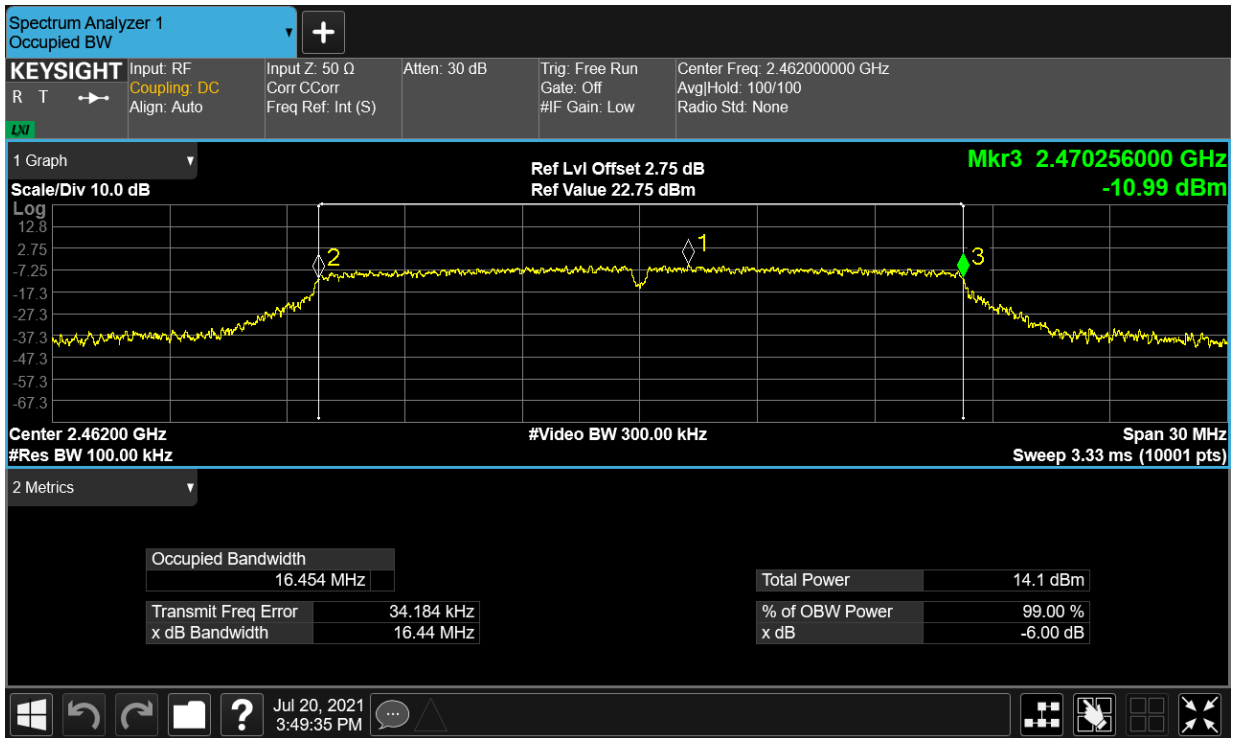 Spectrum Analyzer 1
Occupied BW
KEYSIGHT
R T
LXI
Input: RF
Coupling: DC
Align: Auto
Input Z: 50 Ω
Corr CCorr
Freq Ref: Int (S)
Atten: 30 dB
Trig: Free Run
Gate: Off
#IF Gain: Low
Center Freq: 2.462000000 GHz
Avg|Hold: 100/100
Radio Std: None
1 Graph
Scale/Div 10.0 dB
Ref Lvl Offset 2.75 dB
Ref Value 22.75 dBm
Mkr3 2.470256000 GHz
-10.99 dBm
Log
12.8
2.75
-7.25
-17.3
-27.3
-37.3
-47.3
-57.3
-67.3
2
1
3
Center 2.46200 GHz
#Video BW 300.00 kHz
Span 30 MHz
#Res BW 100.00 kHz
Sweep 3.33 ms (10001 pts)
2 Metrics
Occupied Bandwidth
16.454 MHz
Transmit Freq Error 34.184 kHz
x dB Bandwidth 16.44 MHz
Total Power 14.1 dBm
% of OBW Power 99.00 %
x dB -6.00 dB
?
Jul 20, 2021
3:49:35 PM